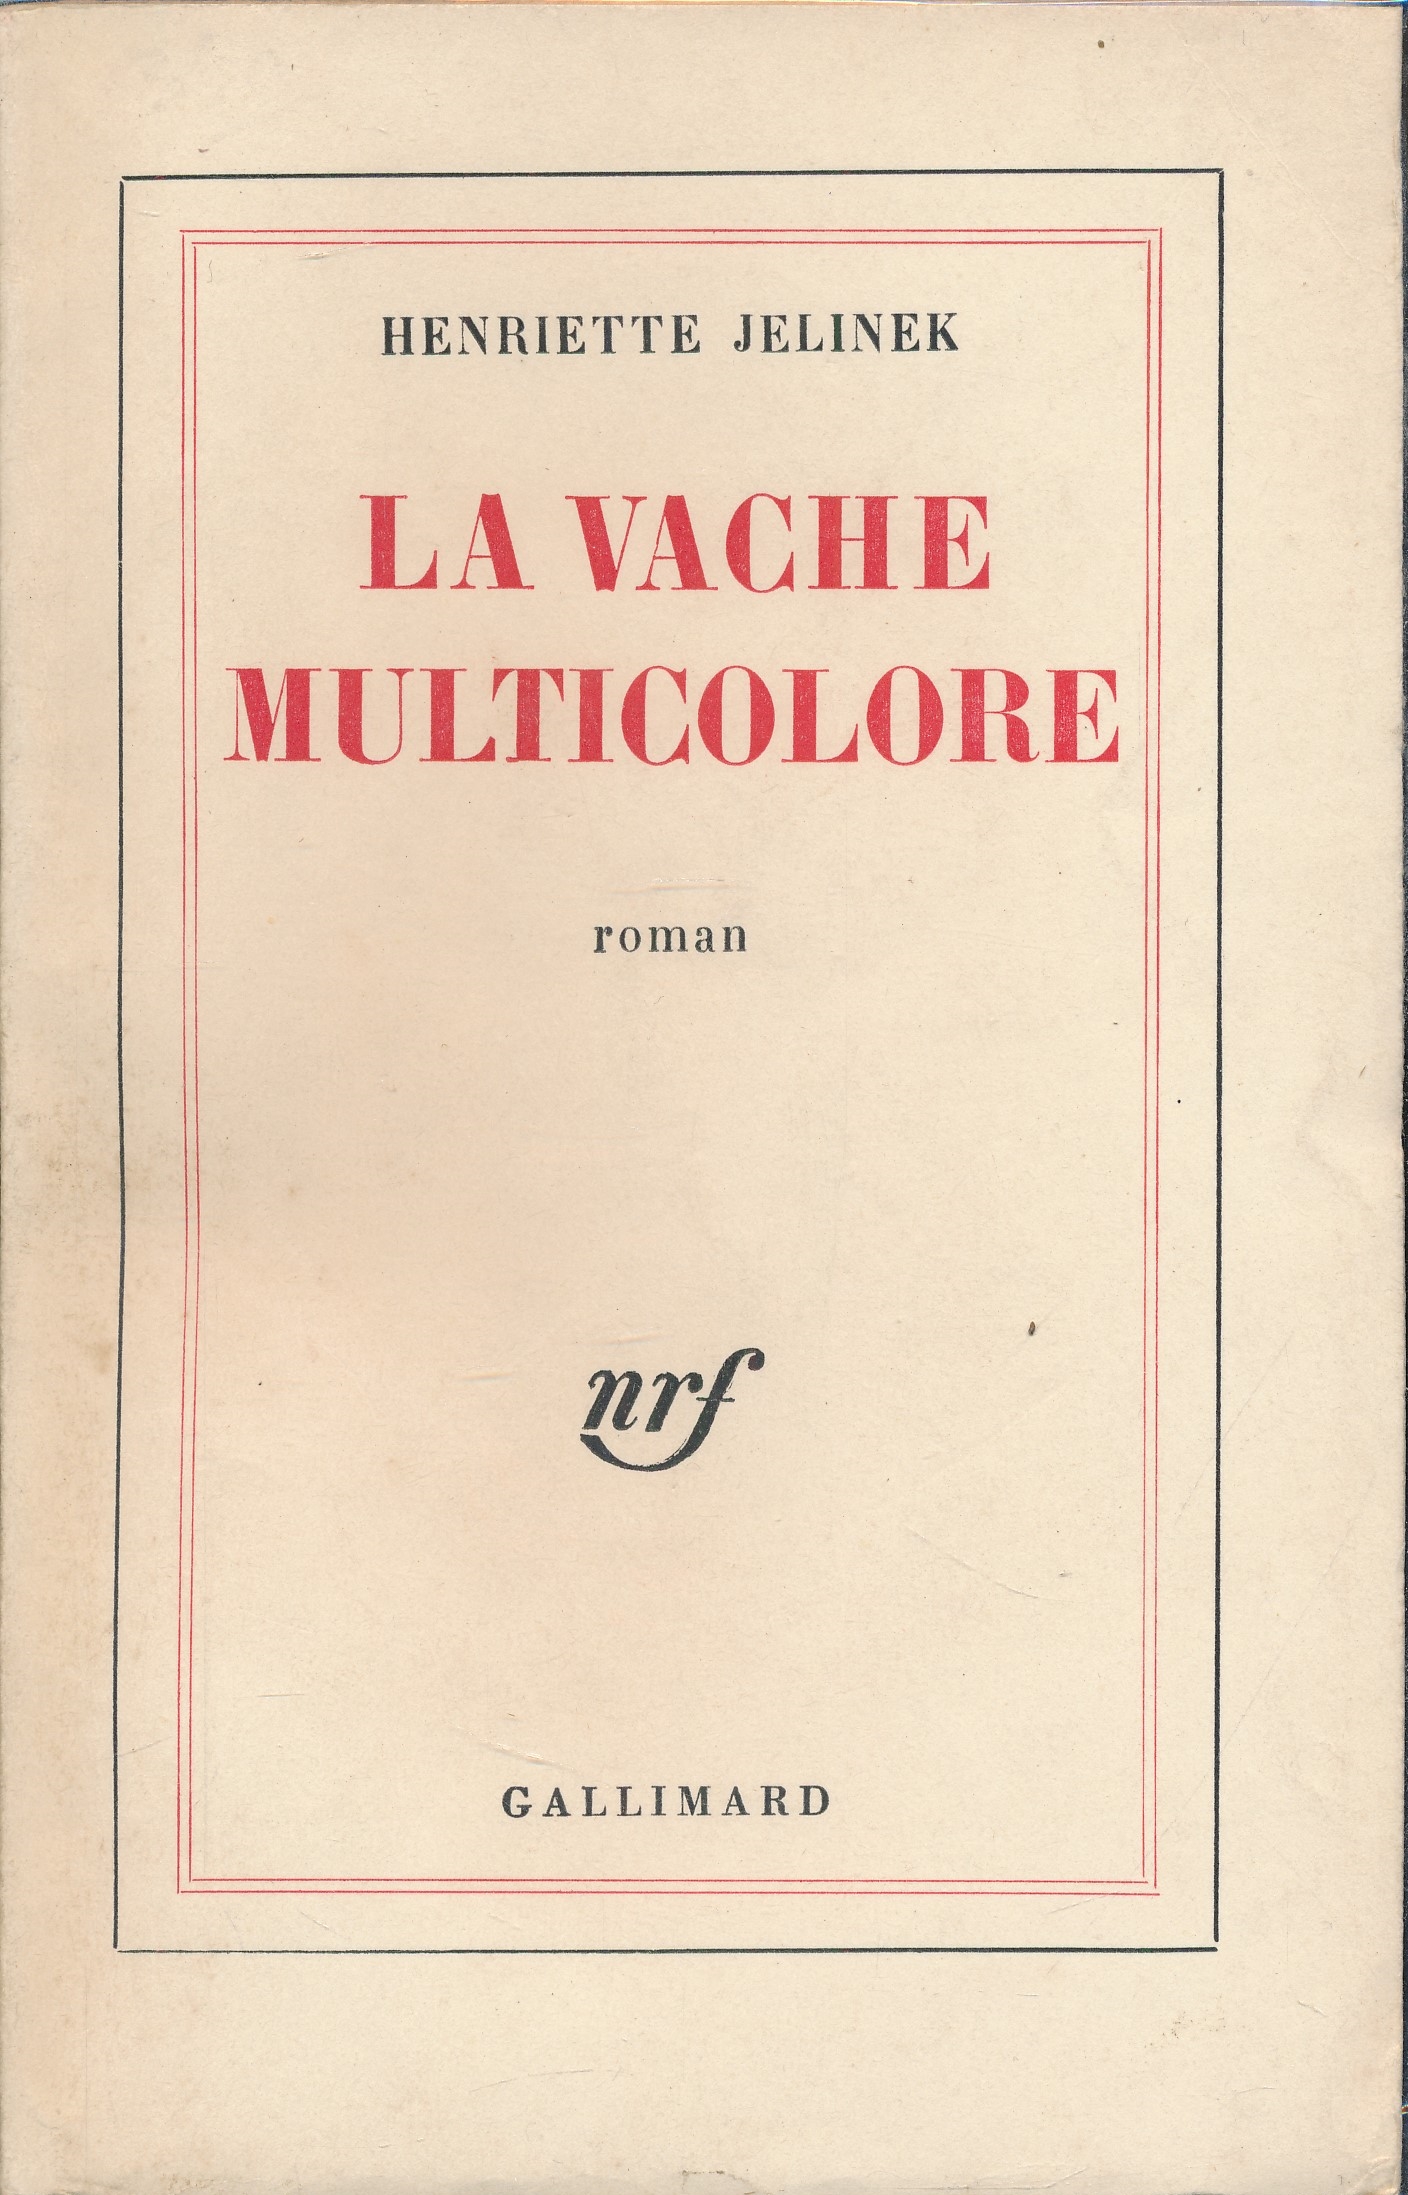 HENRIETTE JELINEK
LA VACHE
MULTICOLORE
roman
nrf
GALLIMARD